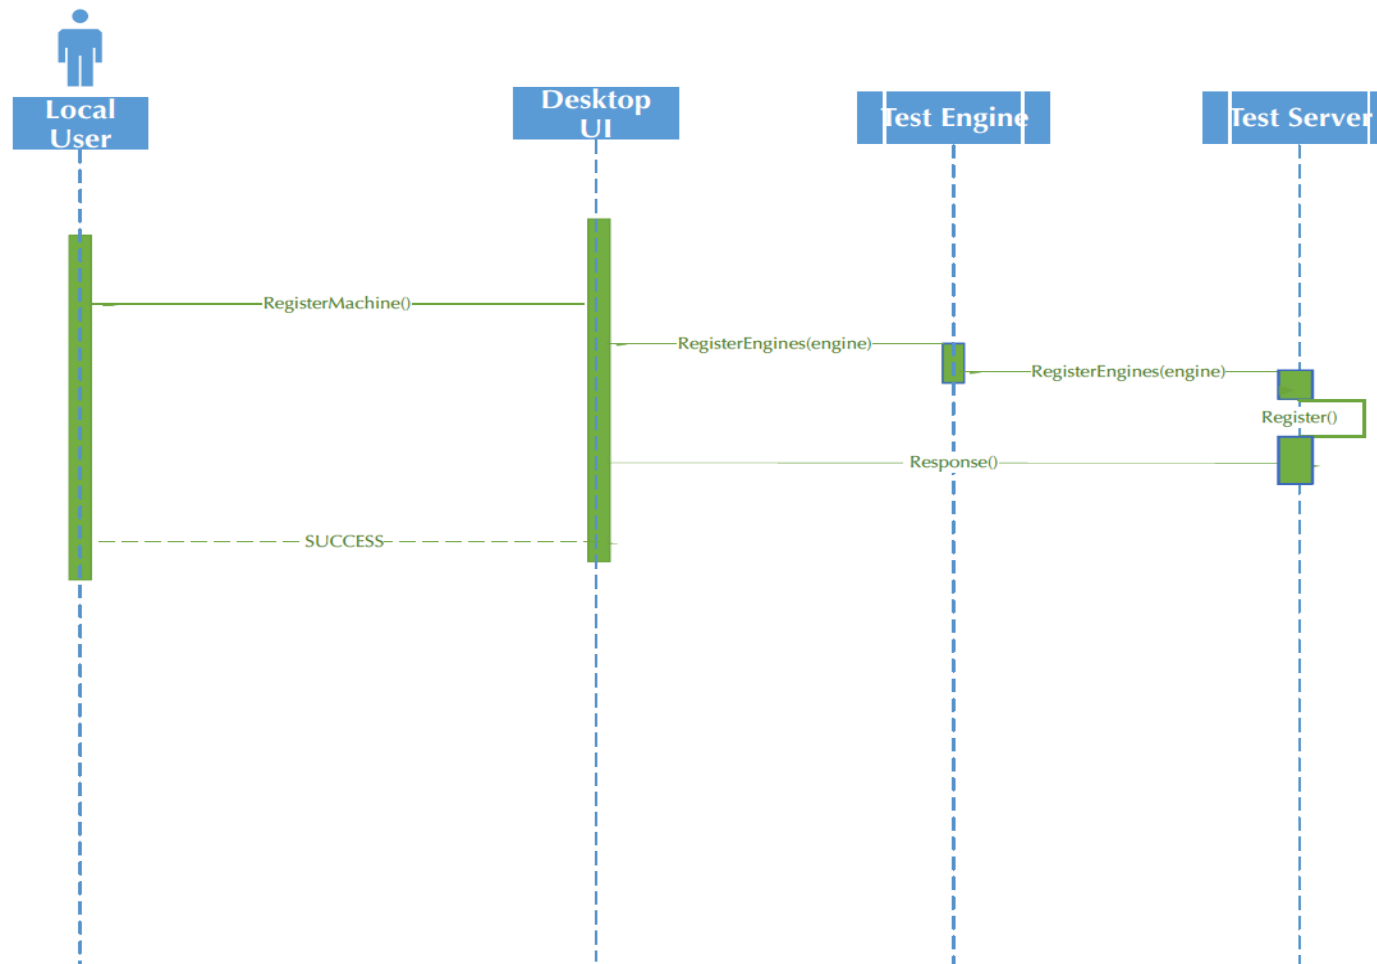 Local
User
Desktop
UI
Test Engine
Test Server
RegisterMachine()
RegisterEngines(engine)
RegisterEngines(engine)
Register()
Response()
SUCCESS